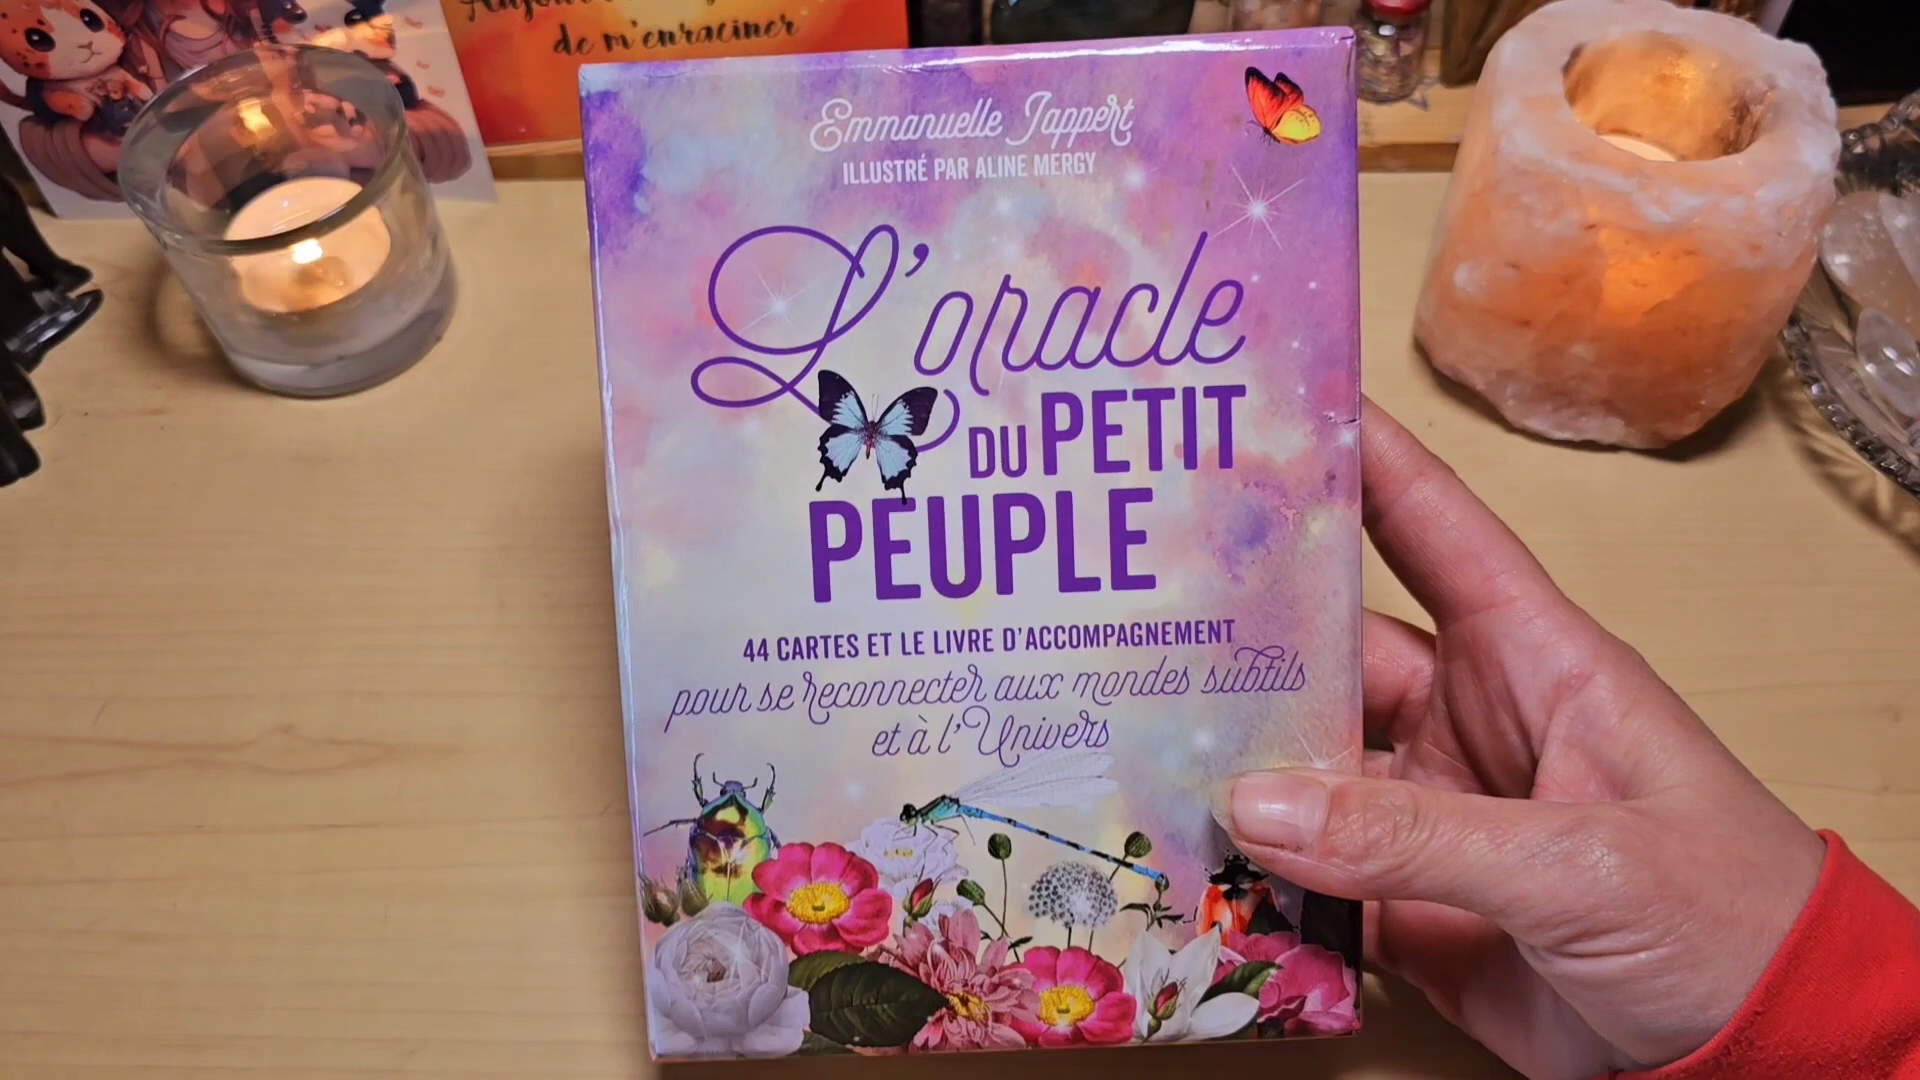 de m'enraciner
Emmanuelle Jappert
ILLUSTRÉ PAR ALINE MERGY
L'oracle
DU PETIT
PEUPLE
44 CARTES ET LE LIVRE D'ACCOMPAGNEMENT
pour se reconnecter aux mondes subtils
et à l'Univers